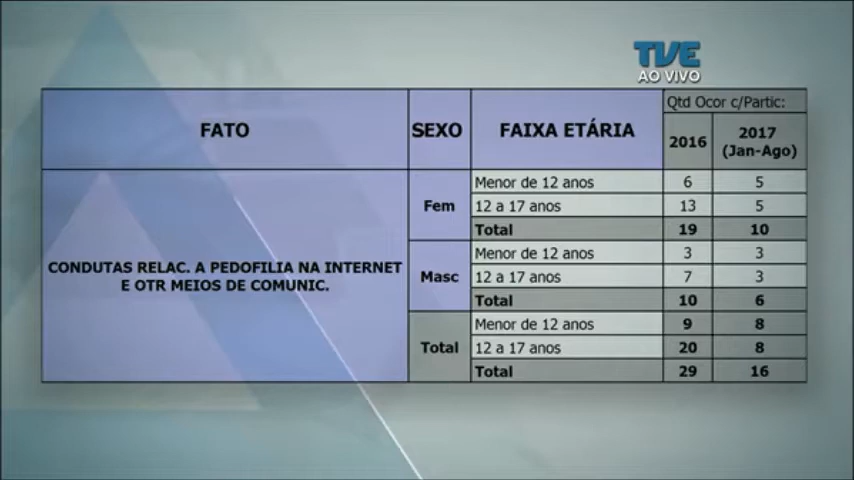 TVE
AO VIVO
FATO SEXO FAIXA ETÁRIA Qtd Ocor c/Partic:
2016 2017
(Jan-Ago)
CONDUTAS RELAC. A PEDOFILIA NA INTERNET
E OTR MEIOS DE COMUNIC.
Fem
Menor de 12 anos 6 5
12 a 17 anos 13 5
Total 19 10
Masc
Menor de 12 anos 3 3
12 a 17 anos 7 3
Total 10 6
Total
Menor de 12 anos 9 8
12 a 17 anos 20 8
Total 29 16